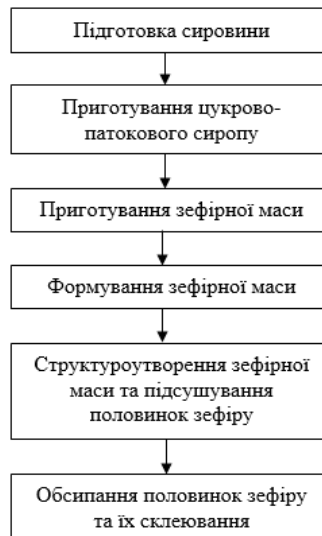 Підготовка сировини
Приготування цукрово-
патокового сиропу
Приготування зефірної маси
Формування зефірної маси
Структуроутворення зефірної
маси та підсушування
половинок зефіру
Обсипання половинок зефіру
та їх склеювання